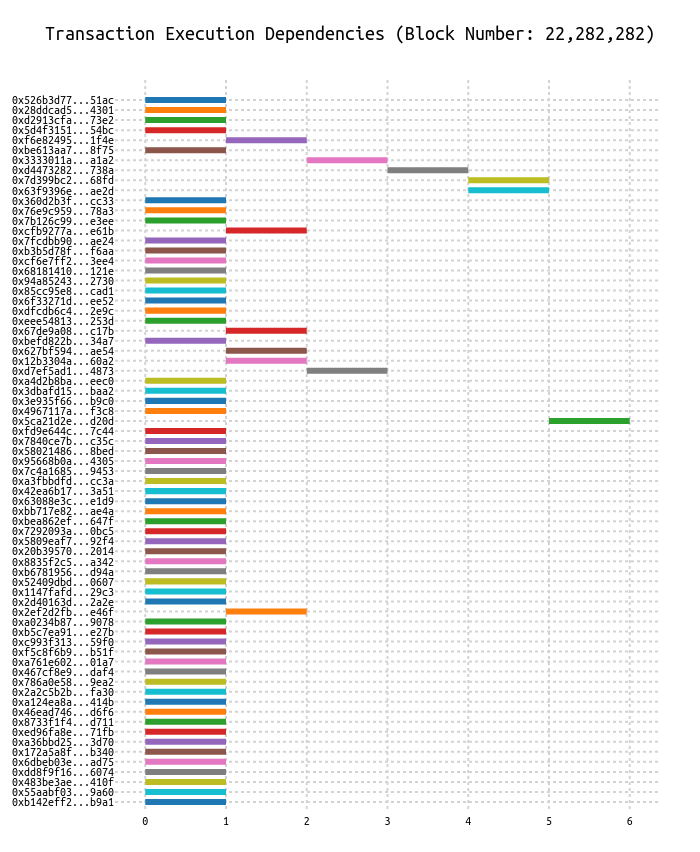 Transaction Execution Dependencies (Block Number: 22,282,282)
0x526b3d77...51ac
0x28ddcad5...4301
0xd2913cfa...73e2
0x5d4f3151...54bc
0xf6e82495...1f4e
0xbe613aa7...8f75
0x3333011a...a1a2
0xd4473282...738a
0x7d399bc2...68fd
0x63f9396e...ae2d
0x360d2b3f...cc33
0x76e9c959...78a3
0x7b126c99...e3ee
0xcfb9277a...e61b
0x7fcdbb90...ae24
0xb3b5d78f...f6aa
0xcf6e7ff2...3ee4
0x68181410...121e
0x94a85243...2730
0x85cc95e8...cad1
0x6f33271d...ee52
0xdfcdb6c4...2e9c
0xeee54813...253d
0x67de9a08...c17b
0xbefd822b...34a7
0x627bf594...ae54
0x12b3304a...60a2
0xd7ef5ad1...4873
0xa4d2b8ba...eec0
0x3dbafd15...baa2
0x3e935f66...b9c0
0x4967117a...f3c8
0x5ca21d2e...d20d
0xfd9e644c...7c44
0x7840ce7b...c35c
0x58021486...8bed
0x95668b0a...4305
0x7c4a1685...9453
0xa3fbbdfd...cc3a
0x42ea6b17...3a51
0x63088e3c...e1d9
0xbb717e82...ae4a
0xbea862ef...647f
0x7292093a...0bc5
0x5809eaf7...92f4
0x20b39570...2014
0x8835f2c5...a342
0xb6781956...d94a
0x52409dbd...0607
0x1147fafd...29c3
0x2d40163d...2a2e
0x2ef2d2fb...e46f
0xa0234b87...9078
0xb5c7ea91...e27b
0xc993f313...59f0
0xf5c8f6b9...b51f
0xa761e602...01a7
0x467cf8e9...daf4
0x786a0e58...9ea2
0x2a2c5b2b...fa30
0xa124ea8a...414b
0x46ead746...d6f6
0x8733f1f4...d711
0xed96fa8e...71fb
0xa36bbd25...3d70
0x172a5a8f...b340
0x6dbeb03e...ad75
0xdd8f9f16...6074
0x483be3ae...410f
0x55aabf03...9a60
0xb142eff2...b9a1
0 1 2 3 4 5 6